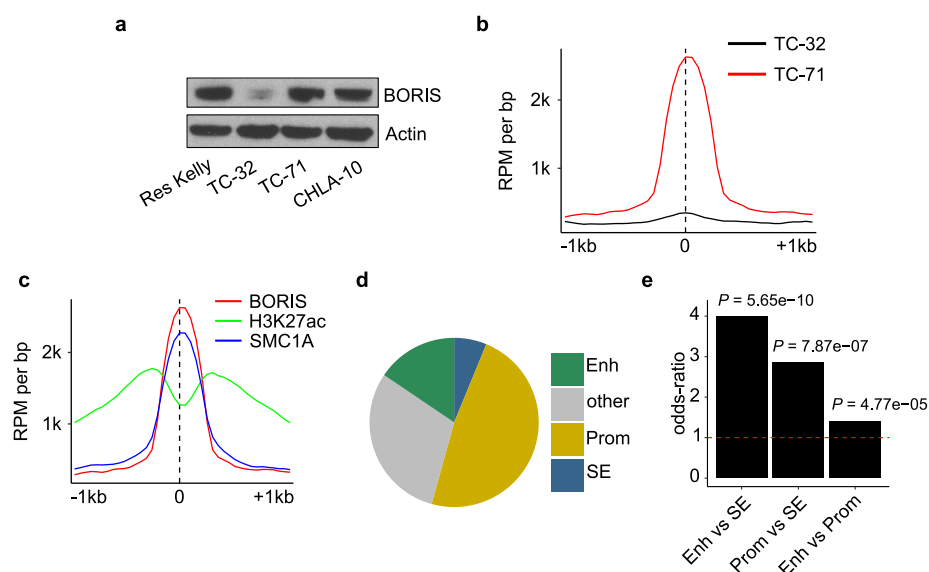 a
BORIS
Actin
Res Kelly
TC-32
TC-71
CHLA-10
b
TC-32
TC-71
RPM per bp
2k
1k
-1kb
0
+1kb
c
BORIS
H3K27ac
SMC1A
RPM per bp
2k
1k
-1kb
0
+1kb
d
Enh
other
Prom
SE
e
P = 5.65e−10
P = 7.87e−07
P = 4.77e−05
odds-ratio
4
3
2
1
0
Enh vs SE
Prom vs SE
Enh vs Prom